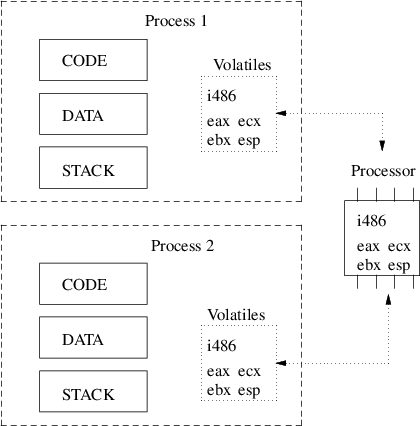 Process 1
CODE
DATA
STACK
Volatiles
i486
eax ecx
ebx esp
Processor
i486
eax ecx
ebx esp
Process 2
CODE
DATA
STACK
Volatiles
i486
eax ecx
ebx esp